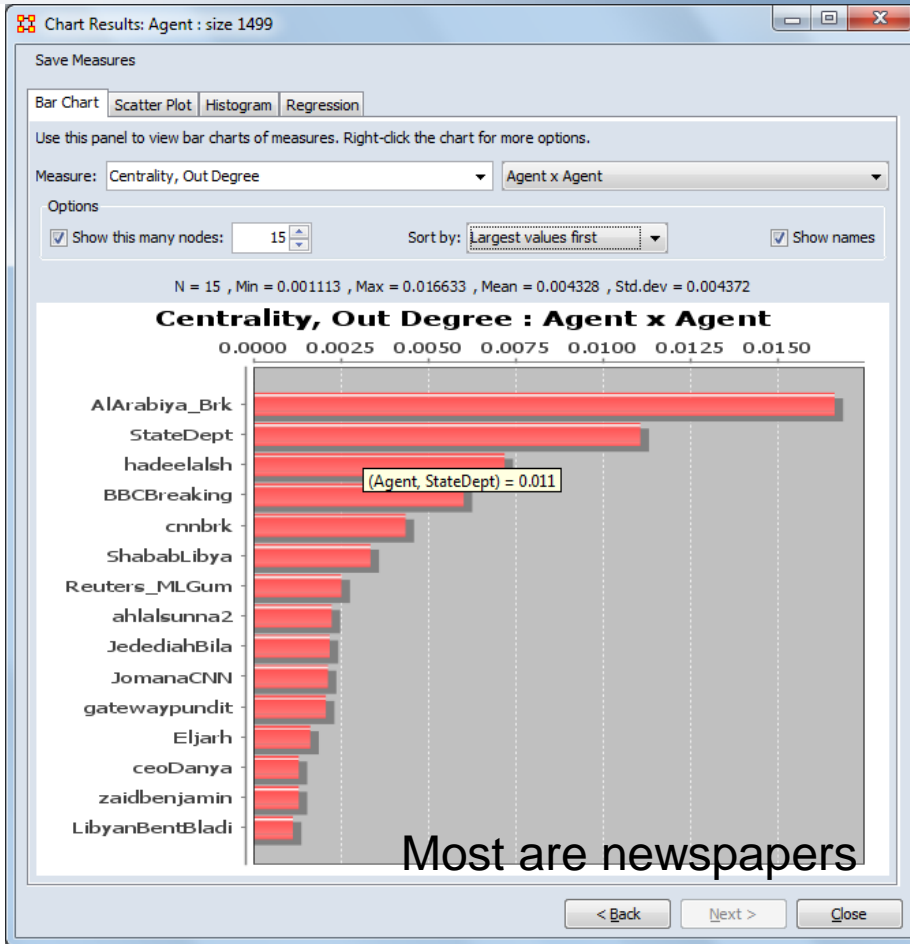 Chart Results: Agent : size 1499
Save Measures
Bar Chart Scatter Plot Histogram Regression
Use this panel to view bar charts of measures. Right-click the chart for more options.
Measure: Centrality, Out Degree Agent x Agent
Options
Show this many nodes: 15 Sort by: Largest values first Show names
N = 15 , Min = 0.001113 , Max = 0.016633 , Mean = 0.004328 , Std.dev = 0.004372
Centrality, Out Degree : Agent x Agent
0.0000 0.0025 0.0050 0.0075 0.0100 0.0125 0.0150
AlArabiya_Brk
StateDept
hadeelalsh
(Agent, StateDept) = 0.011
BBCBreaking
cnnbrk
ShababLibya
Reuters_MLGum
ahlalsunna2
JedediahBila
JomanaCNN
gatewaypundit
Eljarh
ceoDanya
zaidbenjamin
LibyanBentBladi
Most are newspapers
< Back Next > Close